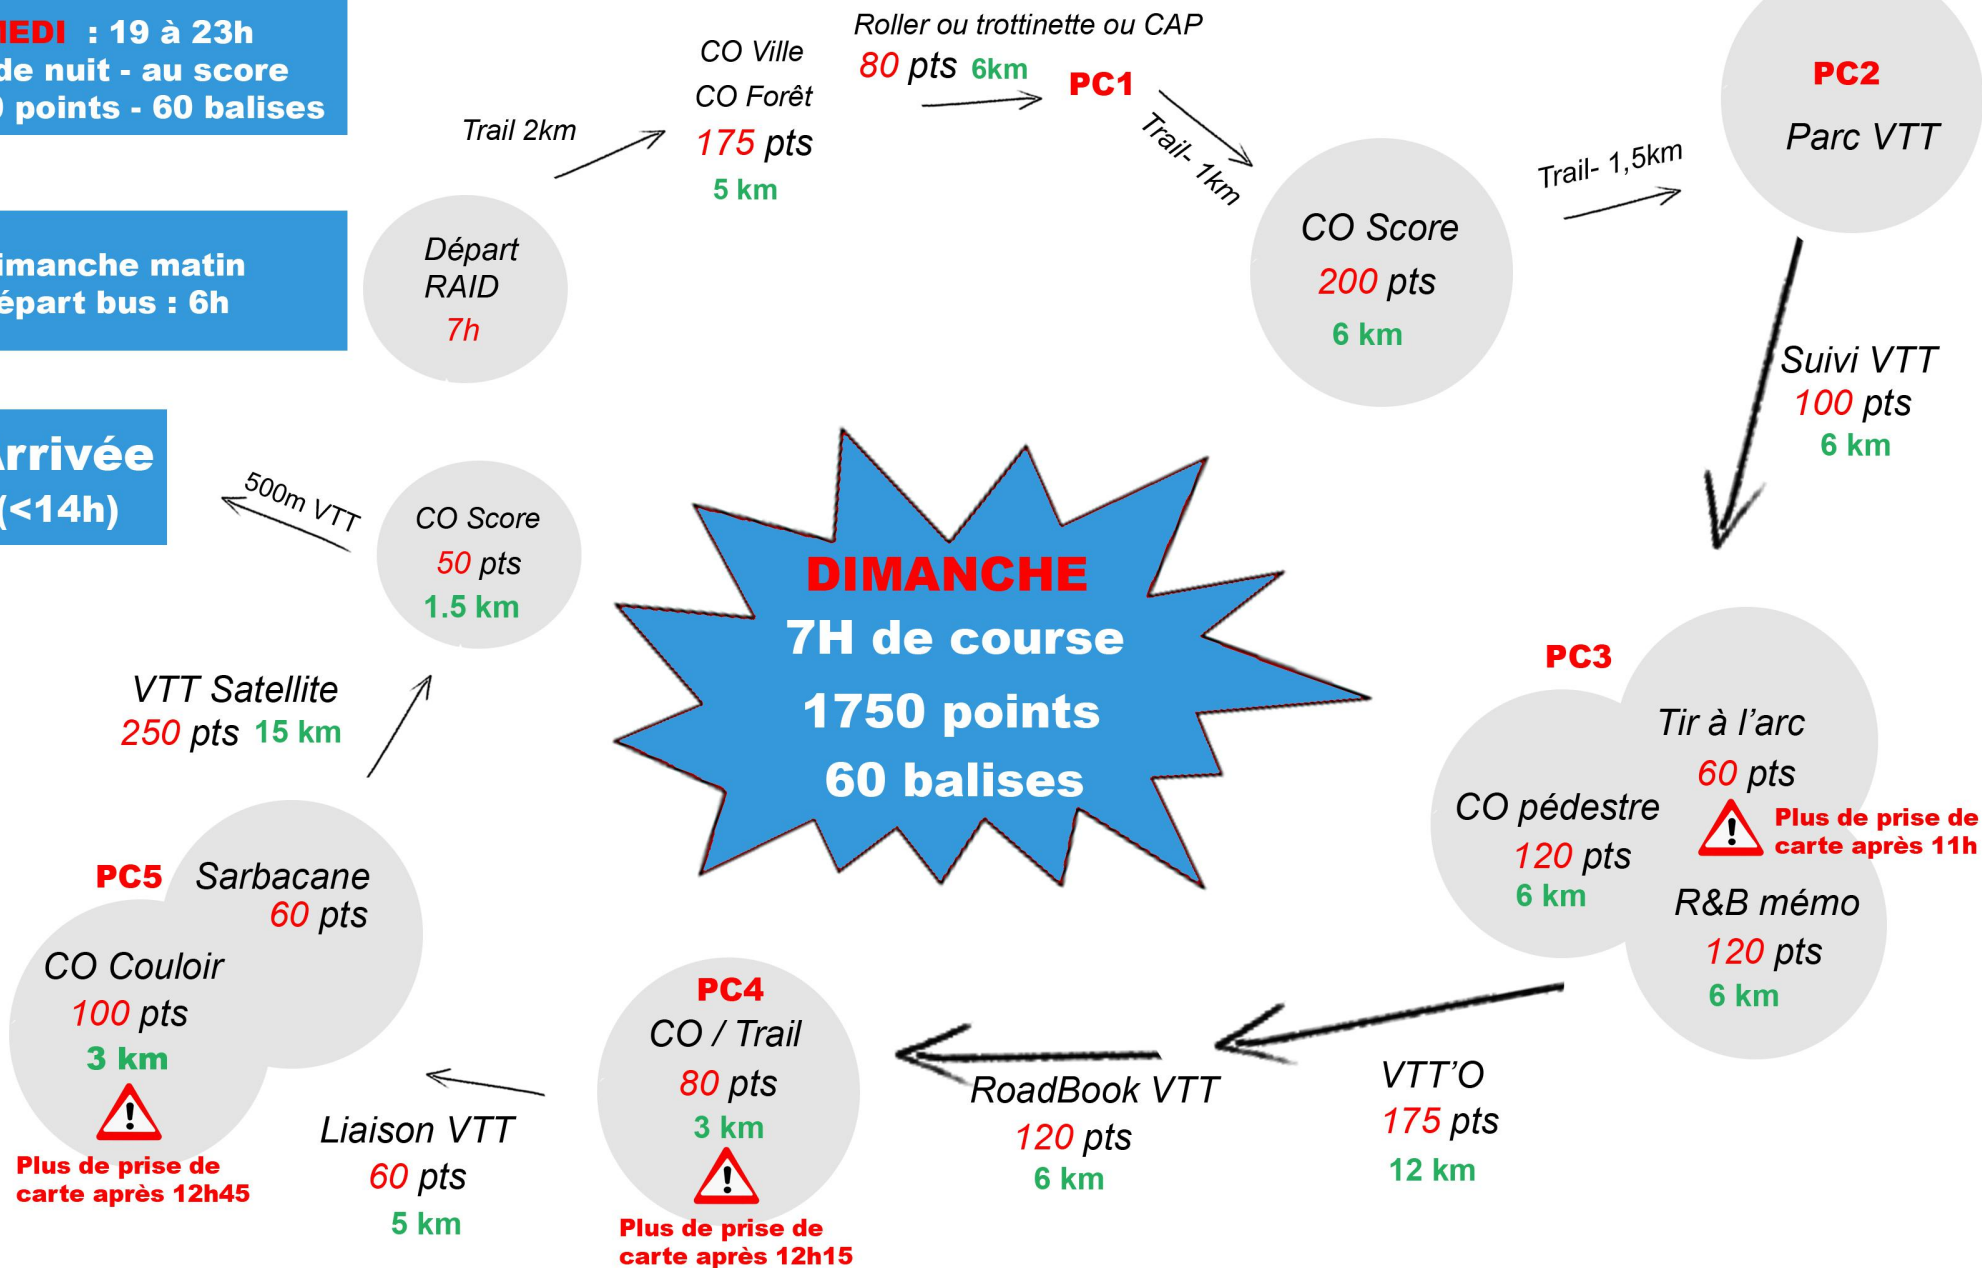 : 19 à 23h
de nuit - au score
points - 60 balises
départ bus : 6h
Départ
RAID
7h
Trail 2km
CO Ville
CO Forêt
175 pts
5 km
Roller ou trottinette ou CAP
80 pts 6km
PC1
Trail- 1km
CO Score
200 pts
6 km
Trail- 1,5km
PC2
Parc VTT
Suivi VTT
100 pts
6 km
PC3
Tir à l'arc
60 pts
Plus de prise de
carte après 11h
CO pédestre
120 pts
6 km
R&B mémo
120 pts
6 km
VTT'O
175 pts
12 km
RoadBook VTT
120 pts
6 km
PC4
CO / Trail
80 pts
3 km
Plus de prise de
carte après 12h15
Liaison VTT
60 pts
5 km
PC5
Sarbacane
60 pts
CO Couloir
100 pts
3 km
Plus de prise de
carte après 12h45
VTT Satellite
250 pts 15 km
CO Score
50 pts
1.5 km
500m VTT
Arrivée
(<14h)
DIMANCHE
7H de course
1750 points
60 balises